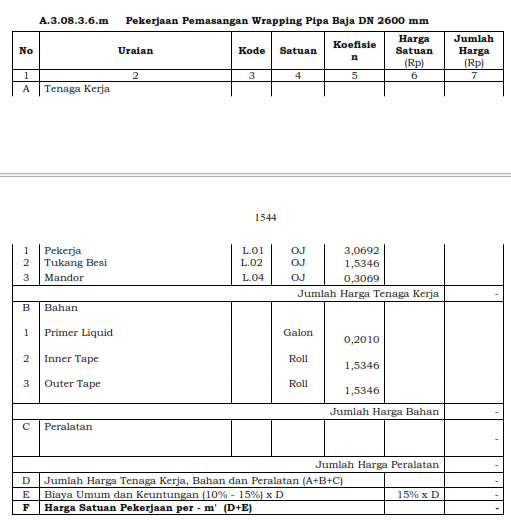 A.3.08.3.6.m Pekerjaan Pemasangan Wrapping Pipa Baja DN 2600 mm
No Uraian Kode Satuan Koefisie n Harga Satuan (Rp) Jumlah Harga (Rp)
1 2 3 4 5 6 7
A Tenaga Kerja
1544
1 Pekerja L.01 OJ 3,0692
2 Tukang Besi L.02 OJ 1,5346
3 Mandor L.04 OJ 0,3069
Jumlah Harga Tenaga Kerja -
B Bahan
1 Primer Liquid Galon 0,2010
2 Inner Tape Roll 1,5346
3 Outer Tape Roll 1,5346
Jumlah Harga Bahan -
C Peralatan
-
Jumlah Harga Peralatan -
D Jumlah Harga Tenaga Kerja, Bahan dan Peralatan (A+B+C) -
E Biaya Umum dan Keuntungan (10% - 15%) x D 15% x D -
F Harga Satuan Pekerjaan per - m' (D+E) -